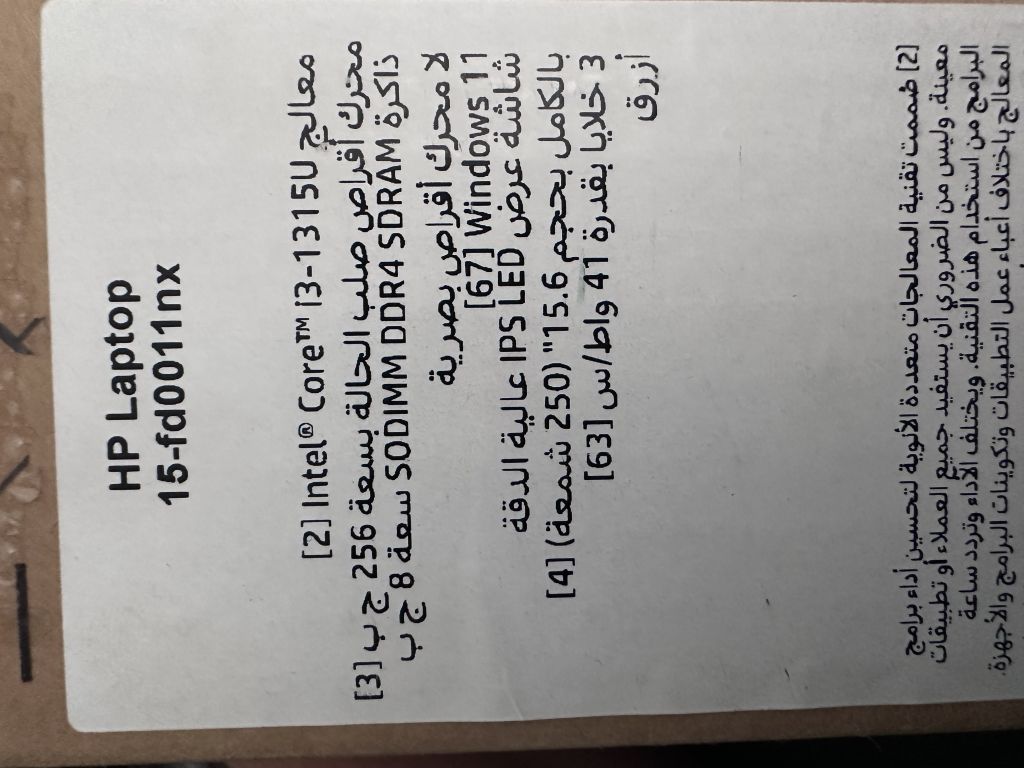 HP Laptop
15-fd0011nx
معالج Intel® Core™ i3-1315U [2]
محرك أقراص صلب الحالة بسعة 256 ج ب [3]
ذاكرة SODIMM DDR4 SDRAM سعة 8 ج ب
لا محرك أقراص بصرية
Windows 11 [67]
شاشة عرض IPS LED عالية الدقة
بالكامل بحجم 15.6"‎ (250 شمعة) [4]
3 خلايا بقدرة 41 واط/س [63]
أزرق
[2] صُممت تقنية المعالجات متعددة الأنوية لتحسين أداء برامج
معينة. وليس من الضروري أن يستفيد جميع العملاء أو تطبيقات
البرامج من استخدام هذه التقنية. ويختلف الأداء وتردد ساعة
المعالج باختلاف أعباء عمل التطبيقات وتكوينات البرامج والأجهزة.